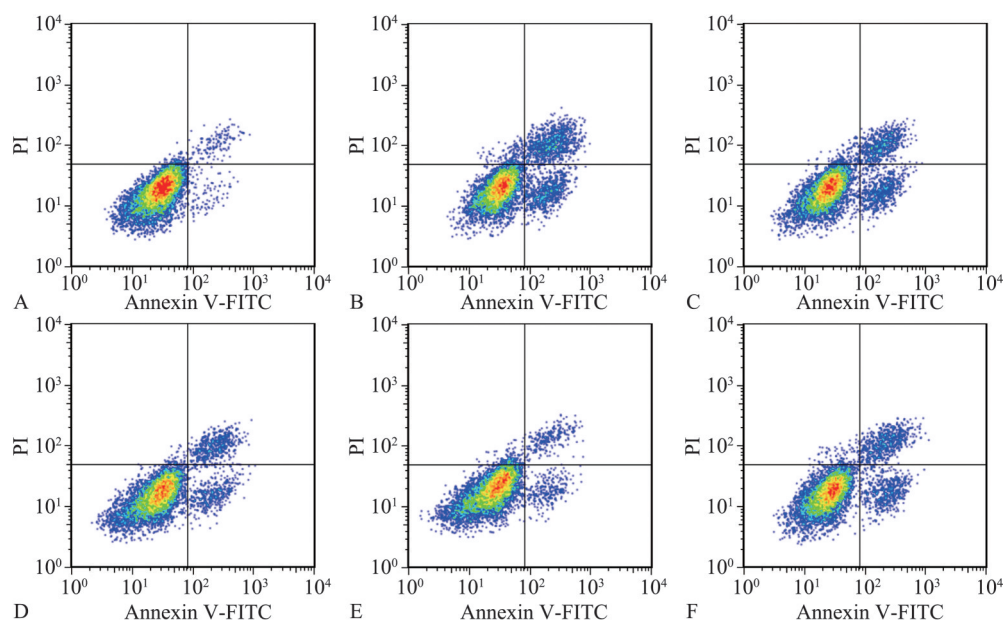 10⁴ 10⁴ 10⁴
10³ 10³ 10³
PI 10² PI 10² PI 10²
10¹ 10¹ 10¹
10⁰ 10⁰ 10⁰
10⁰ 10¹ 10² 10³ 10⁴ 10⁰ 10¹ 10² 10³ 10⁴ 10⁰ 10¹ 10² 10³ 10⁴
A Annexin V-FITC B Annexin V-FITC C Annexin V-FITC
10⁴ 10⁴ 10⁴
10³ 10³ 10³
PI 10² PI 10² PI 10²
10¹ 10¹ 10¹
10⁰ 10⁰ 10⁰
10⁰ 10¹ 10² 10³ 10⁴ 10⁰ 10¹ 10² 10³ 10⁴ 10⁰ 10¹ 10² 10³ 10⁴
D Annexin V-FITC E Annexin V-FITC F Annexin V-FITC